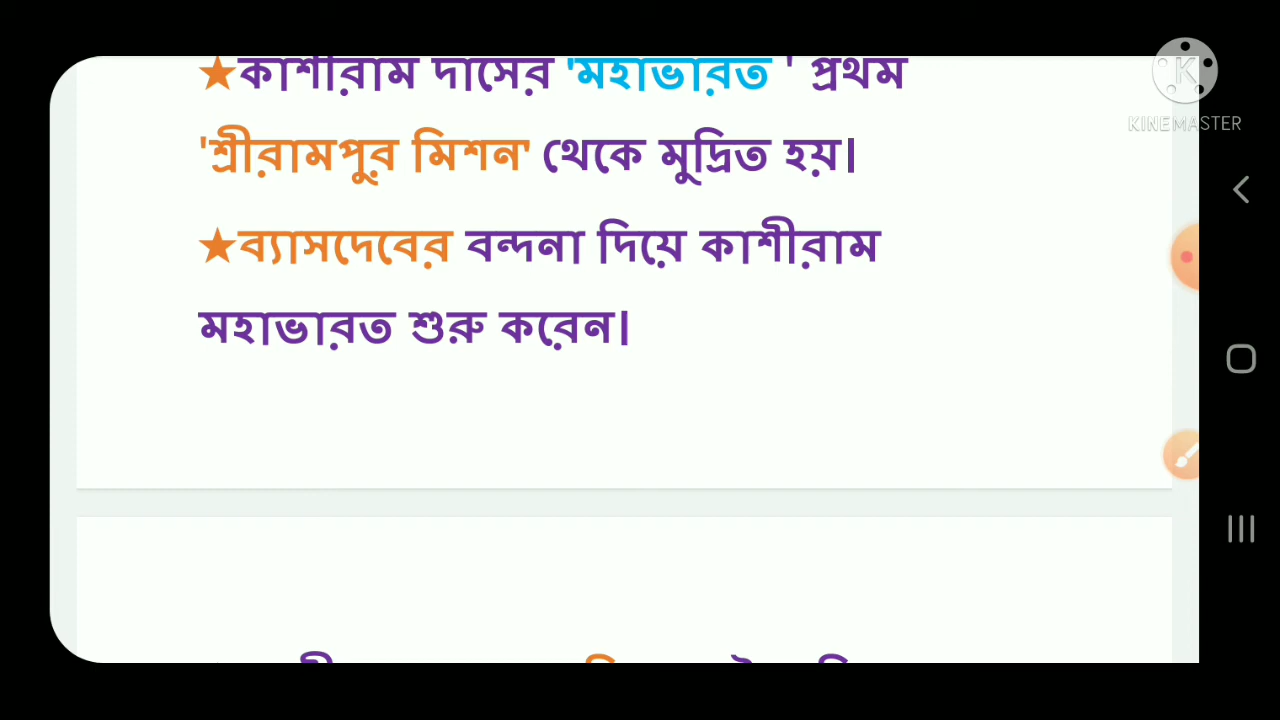 ★কাশীরাম দাসের 'মহাভারত ' প্রথম
'শ্রীরামপুর মিশন' থেকে মুদ্রিত হয়।
★ব্যাসদেবের বন্দনা দিয়ে কাশীরাম
মহাভারত শুরু করেন।
K
KINEMASTER